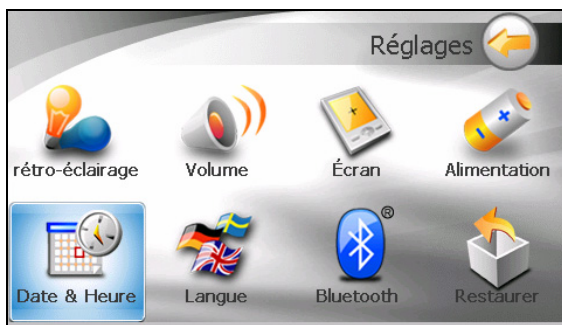 Réglages
rétro-éclairage Volume Écran Alimentation
®
Date & Heure Langue Bluetooth Restaurer